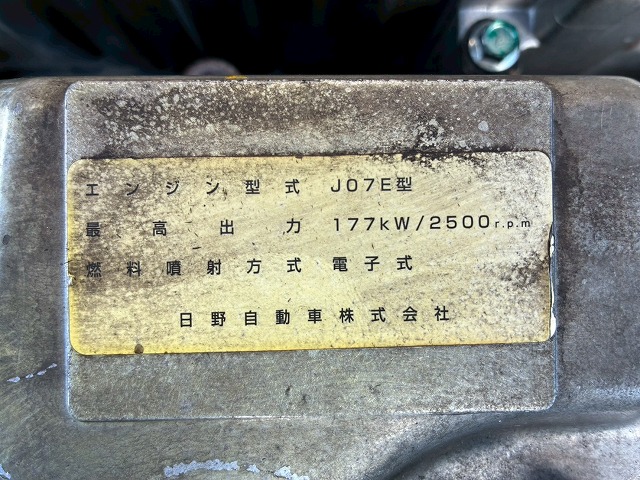 エンジン型式 J07E型
最高出力 177kW/2500r.p.m
燃料噴射方式 電子式
日野自動車株式会社